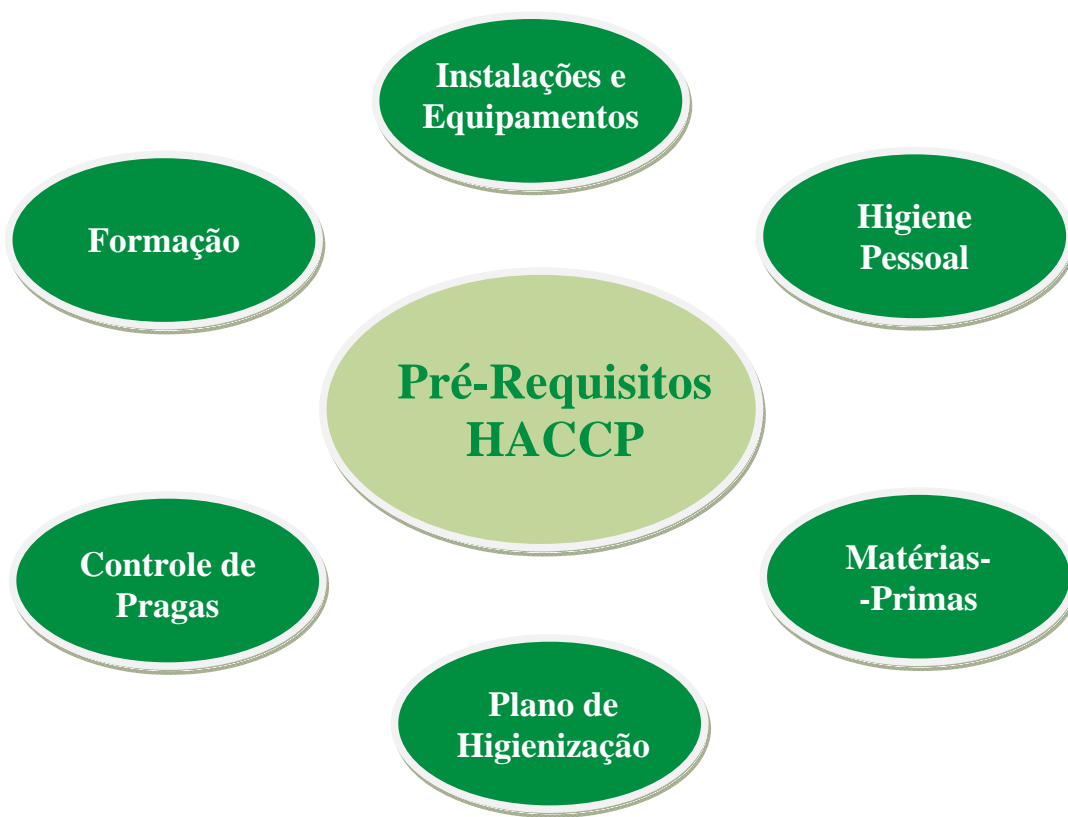 Instalações e
Equipamentos
Formação
Higiene
Pessoal
Pré-Requisitos
HACCP
Controle de
Pragas
Matérias-
-Primas
Plano de
Higienização